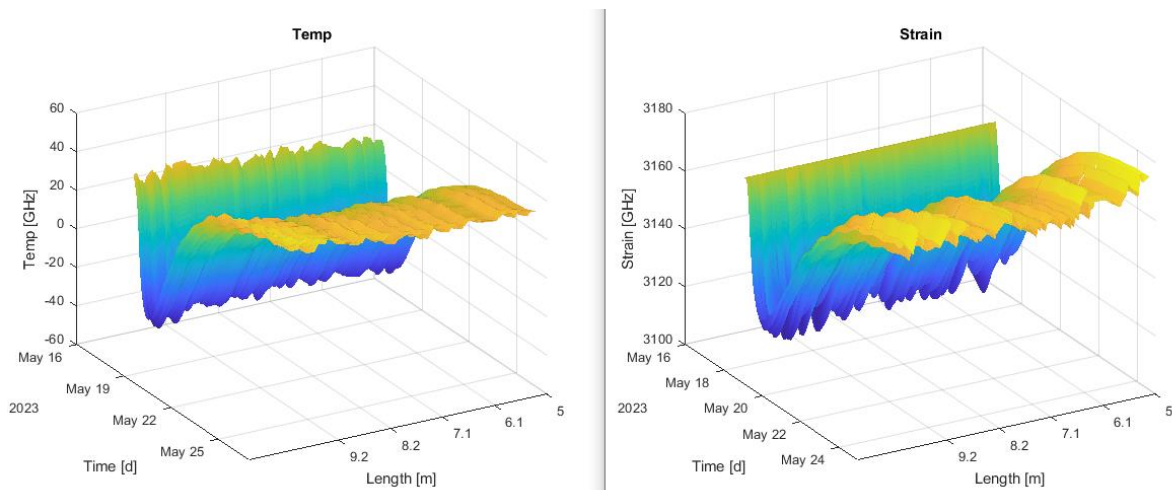 Temp
60
40
20
0
-20
-40
-60
Temp [GHz]
May 16
May 19
May 22
May 25
2023
Time [d]
9.2
8.2
7.1
6.1
5
Length [m]
Strain
3180
3160
3140
3120
3100
Strain [GHz]
May 16
May 18
May 20
May 22
May 24
2023
Time [d]
9.2
8.2
7.1
6.1
5
Length [m]